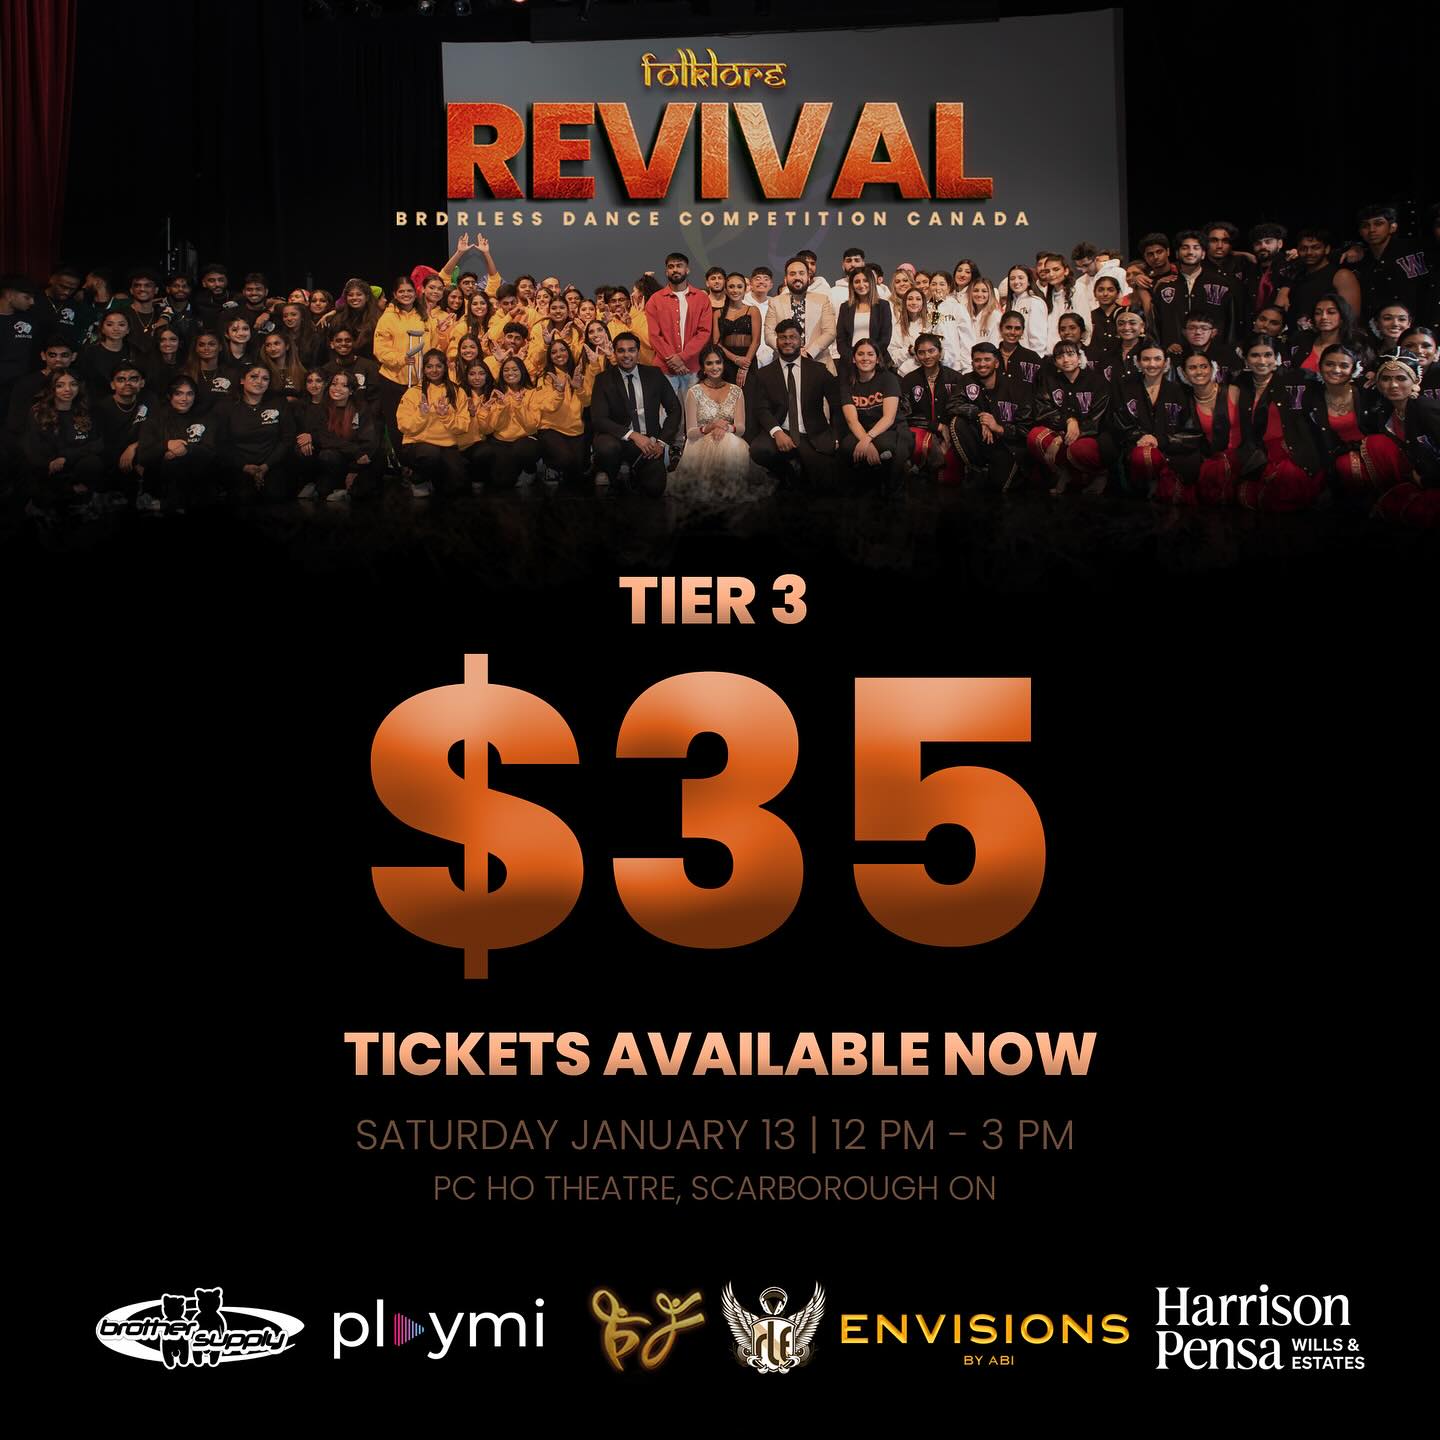 folklore
REVIVAL
BRDRLESS DANCE COMPETITION CANADA
BDCC
W
W
W
W
TIER 3
$35
TICKETS AVAILABLE NOW
SATURDAY JANUARY 13 | 12 PM - 3 PM
PC HO THEATRE, SCARBOROUGH ON
brother supply
playmi
ENVISIONS
BY ABI
Harrison
Pensa WILLS &
ESTATES